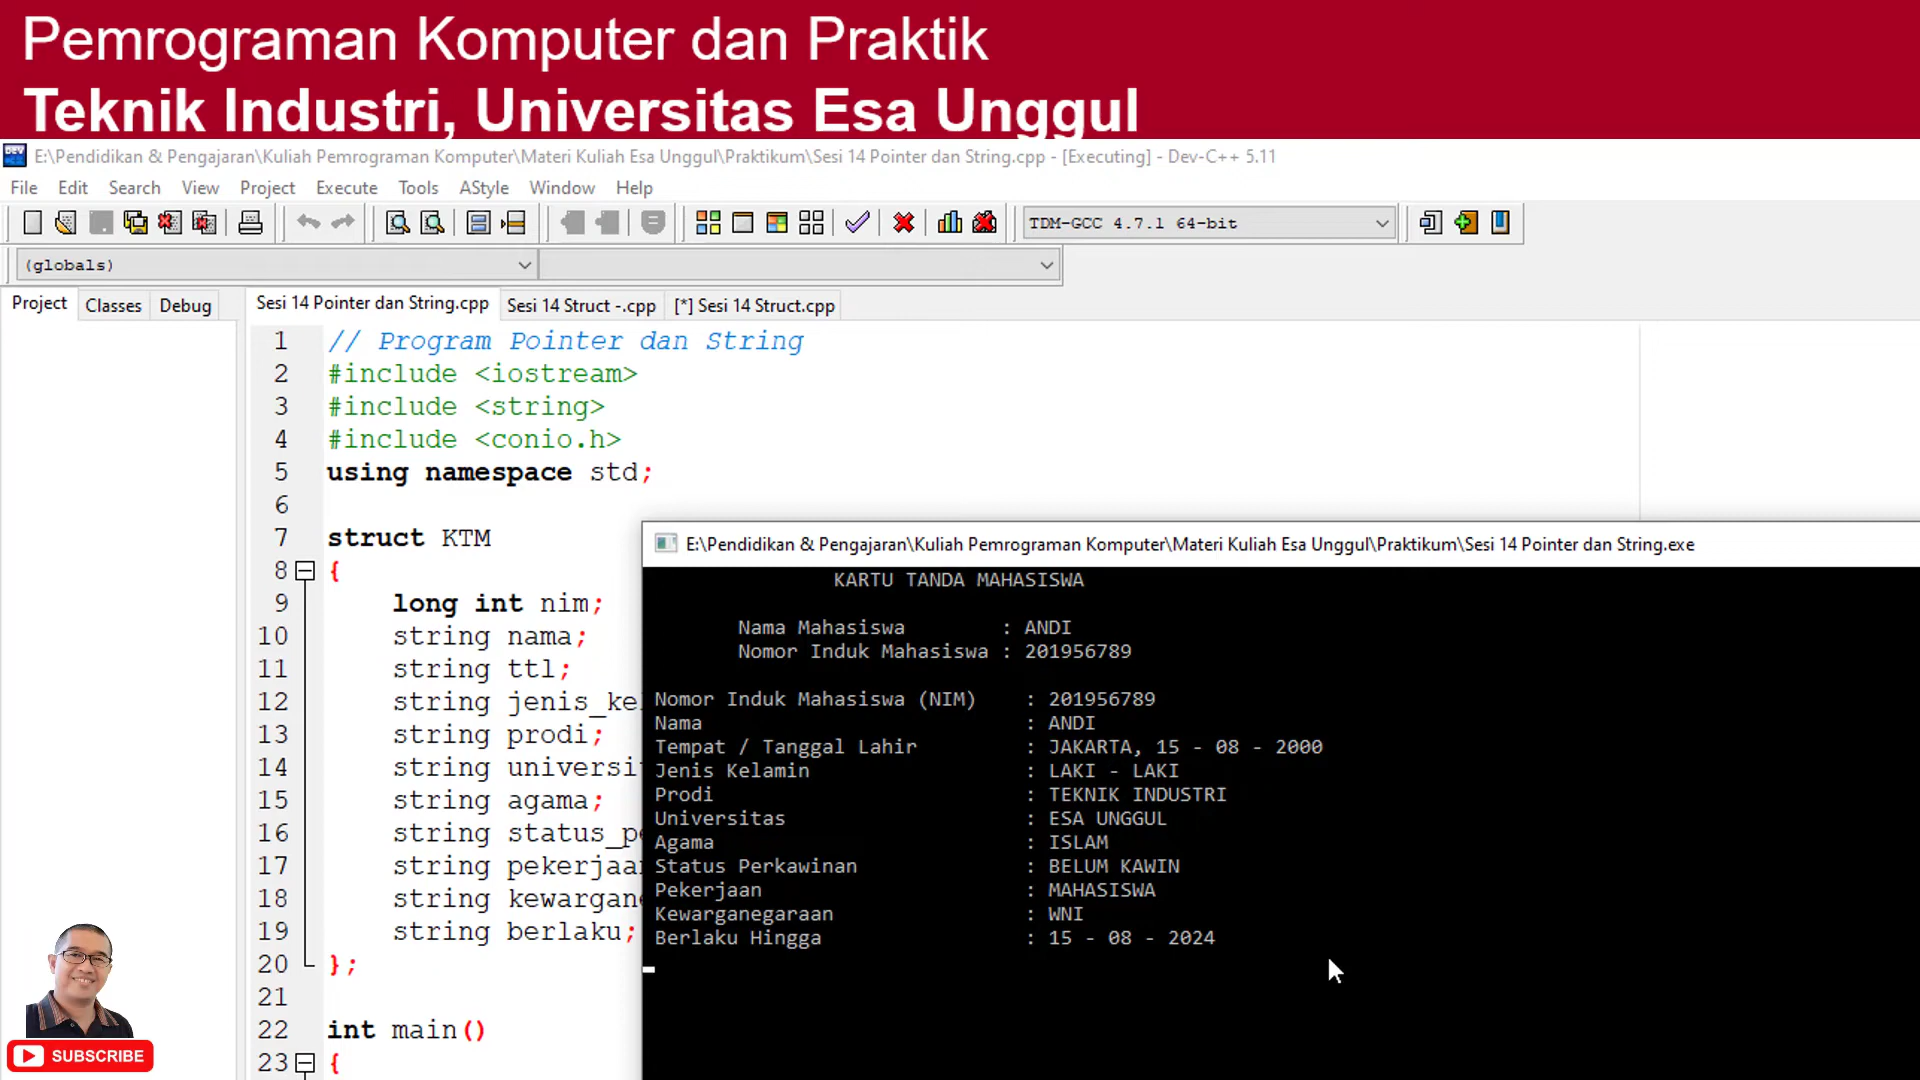 Pemrograman Komputer dan Praktik
Teknik Industri, Universitas Esa Unggul
DEV E:\Pendidikan & Pengajaran\Kuliah Pemrograman Komputer\Materi Kuliah Esa Unggul\Praktikum\Sesi 14 Pointer dan String.cpp - [Executing] - Dev-C++ 5.11
File Edit Search View Project Execute Tools AStyle Window Help
TDM-GCC 4.7.1 64-bit
(globals)
Project Classes Debug
Sesi 14 Pointer dan String.cpp Sesi 14 Struct -.cpp [*] Sesi 14 Struct.cpp
1 // Program Pointer dan String
2 #include <iostream>
3 #include <string>
4 #include <conio.h>
5 using namespace std;
6
7 struct KTM
8 {
9 long int nim;
10 string nama;
11 string ttl;
12 string jenis_ke
13 string prodi;
14 string universi
15 string agama;
16 string status_p
17 string pekerjaa
18 string kewargan
19 string berlaku;
20 };
21
22 int main()
23 {
E:\Pendidikan & Pengajaran\Kuliah Pemrograman Komputer\Materi Kuliah Esa Unggul\Praktikum\Sesi 14 Pointer dan String.exe
KARTU TANDA MAHASISWA
Nama Mahasiswa : ANDI
Nomor Induk Mahasiswa : 201956789
Nomor Induk Mahasiswa (NIM) : 201956789
Nama : ANDI
Tempat / Tanggal Lahir : JAKARTA, 15 - 08 - 2000
Jenis Kelamin : LAKI - LAKI
Prodi : TEKNIK INDUSTRI
Universitas : ESA UNGGUL
Agama : ISLAM
Status Perkawinan : BELUM KAWIN
Pekerjaan : MAHASISWA
Kewarganegaraan : WNI
Berlaku Hingga : 15 - 08 - 2024
SUBSCRIBE